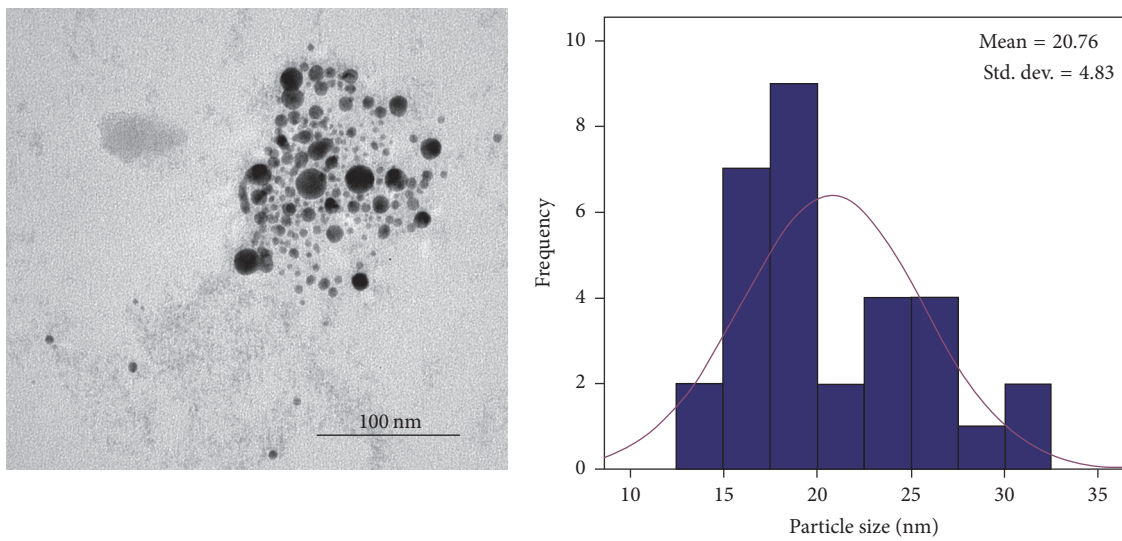 100 nm
Mean = 20.76
Std. dev. = 4.83
Frequency
10
8
6
4
2
0
10 15 20 25 30 35
Particle size (nm)